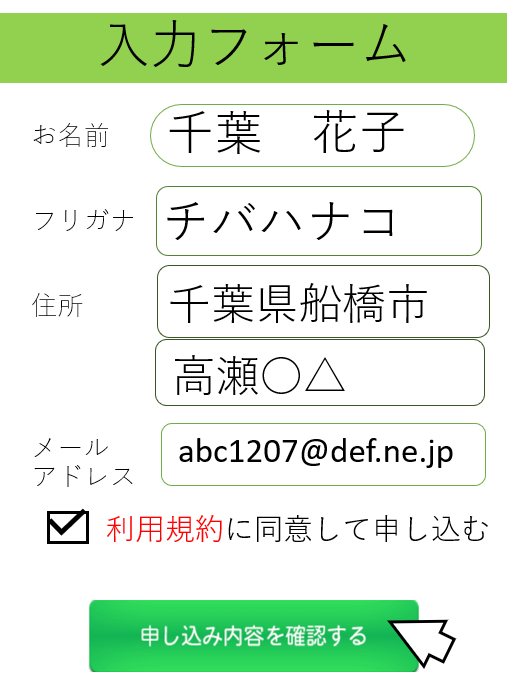 入力フォーム
お名前 千葉　花子
フリガナ チバハナコ
住所 千葉県船橋市
高瀬○△
メール
アドレス abc1207@def.ne.jp
利用規約に同意して申し込む
申し込み内容を確認する